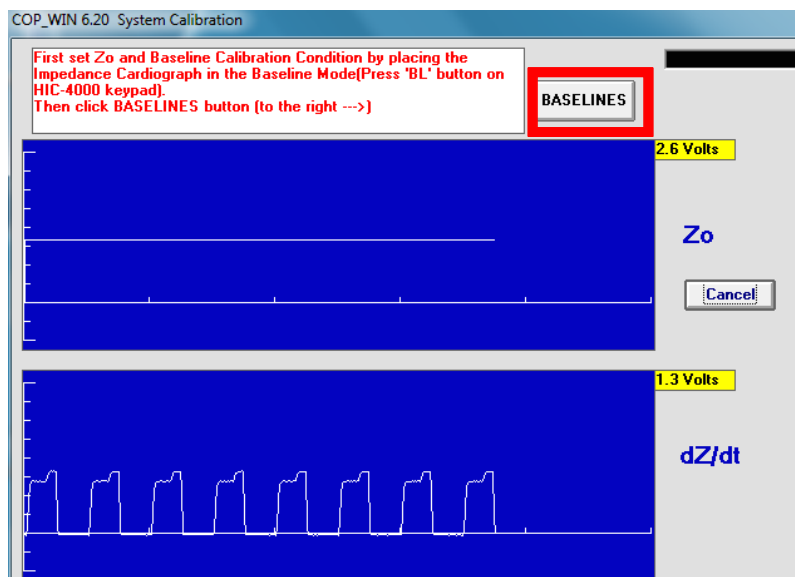 COP_WIN 6.20  System Calibration
First set Zo and Baseline Calibration Condition by placing the
Impedance Cardiograph in the Baseline Mode(Press 'BL' button on
HIC-4000 keypad).
Then click BASELINES button (to the right --->)
BASELINES
2.6 Volts
Zo
Cancel
1.3 Volts
dZ/dt